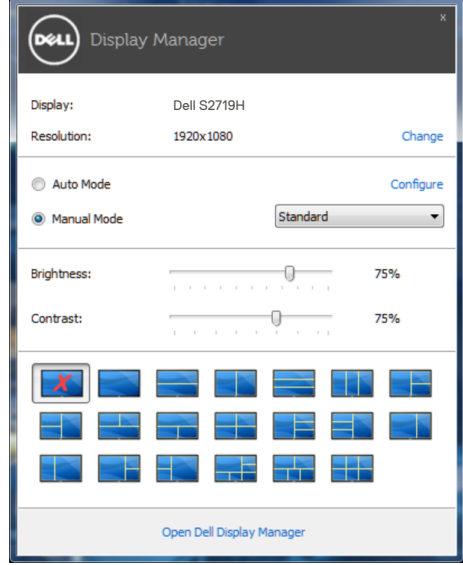 x
DELL Display Manager
Display: Dell S2719H
Resolution: 1920x1080 Change
Auto Mode Configure
Manual Mode Standard
Brightness: 75%
Contrast: 75%
Open Dell Display Manager